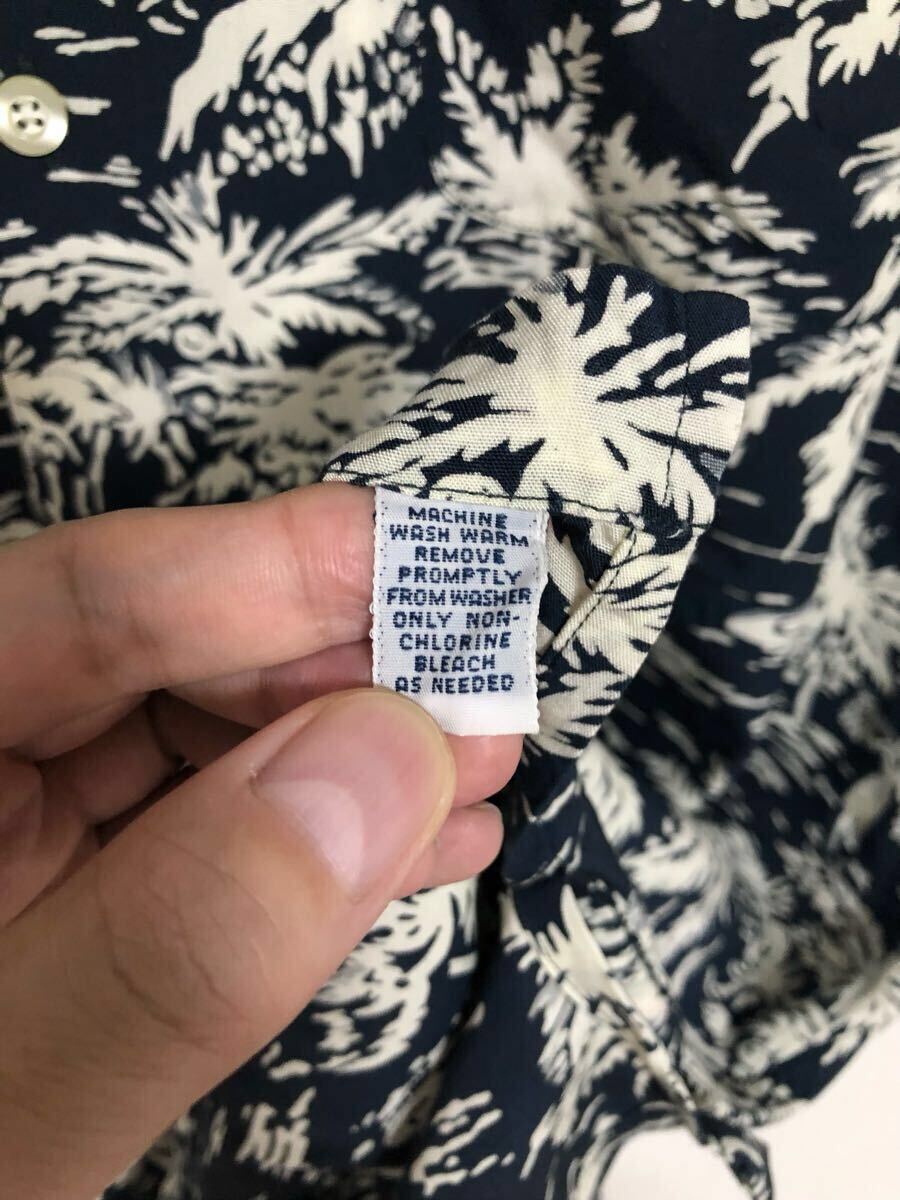 MACHINE
WASH WARM
REMOVE
PROMPTLY
FROM WASHER
ONLY NON-
CHLORINE
BLEACH
AS NEEDED